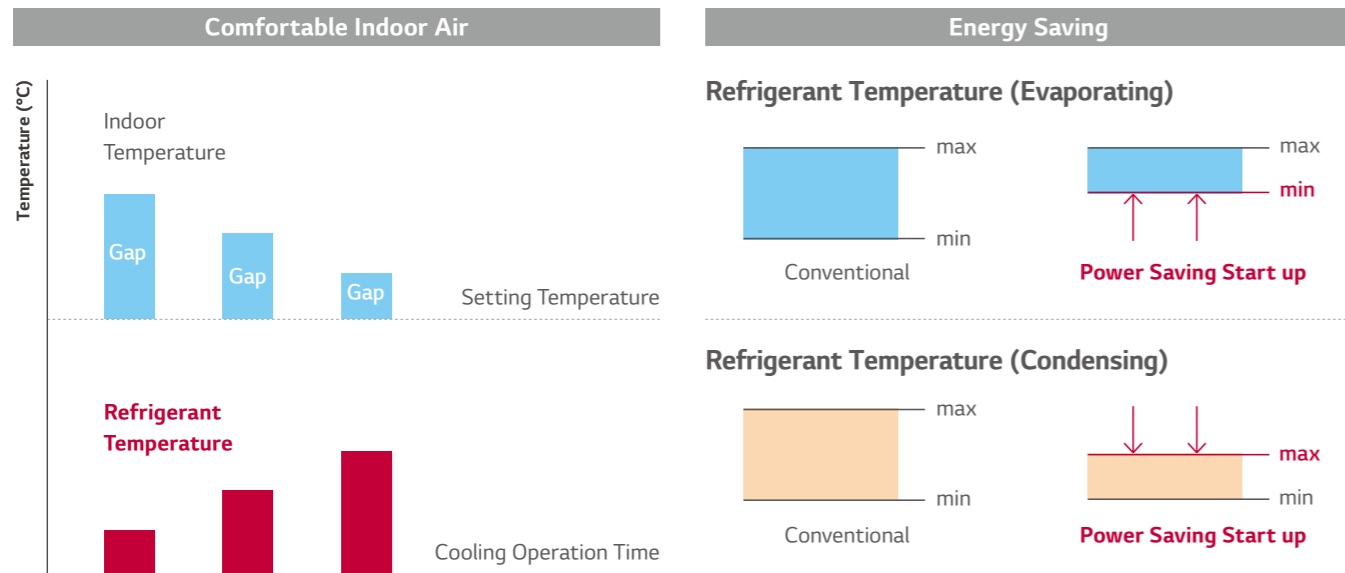 Comfortable Indoor Air
Temperature (°C)
Indoor
Temperature
Gap
Gap
Gap
Setting Temperature
Refrigerant
Temperature
Cooling Operation Time
Energy Saving
Refrigerant Temperature (Evaporating)
max
min
Conventional
max
min
Power Saving Start up
Refrigerant Temperature (Condensing)
max
min
Conventional
max
min
Power Saving Start up